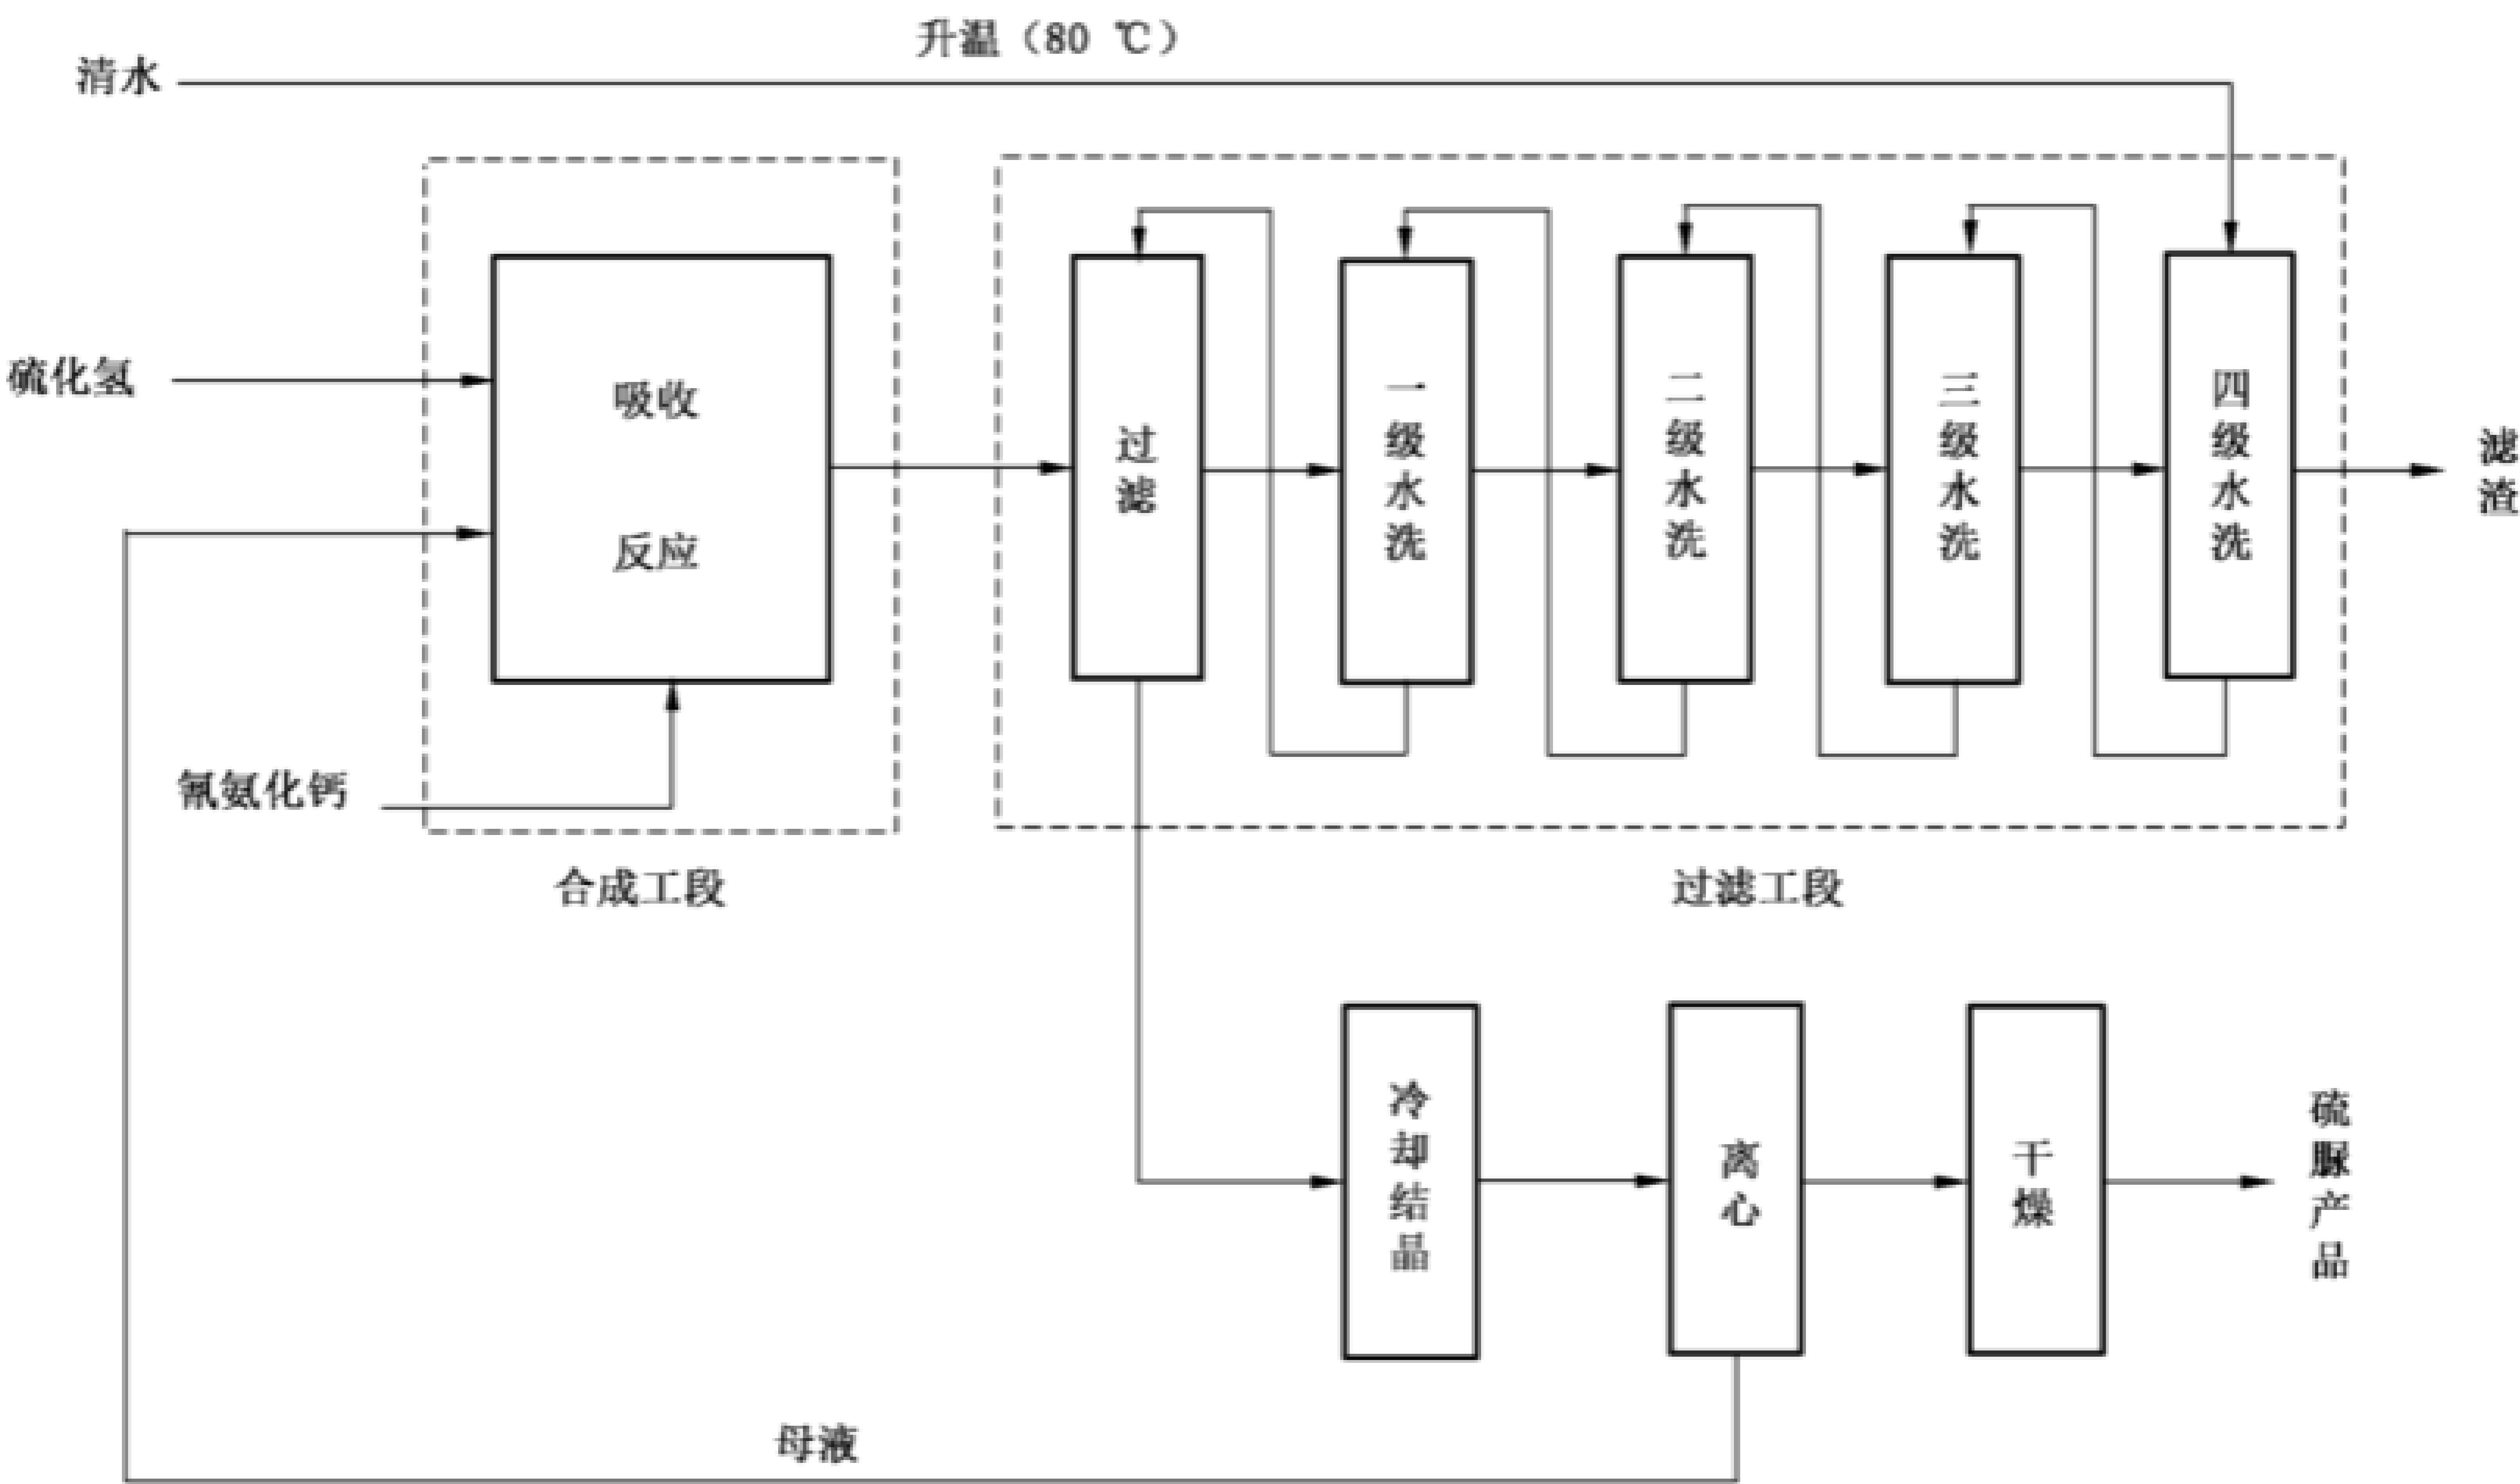 升温（80 ℃）
清水
硫化氢
吸收
反应
过滤
一级水洗
二级水洗
三级水洗
四级水洗
滤渣
氰氨化钙
合成工段
过滤工段
冷却结晶
离心
干燥
硫脲产品
母液